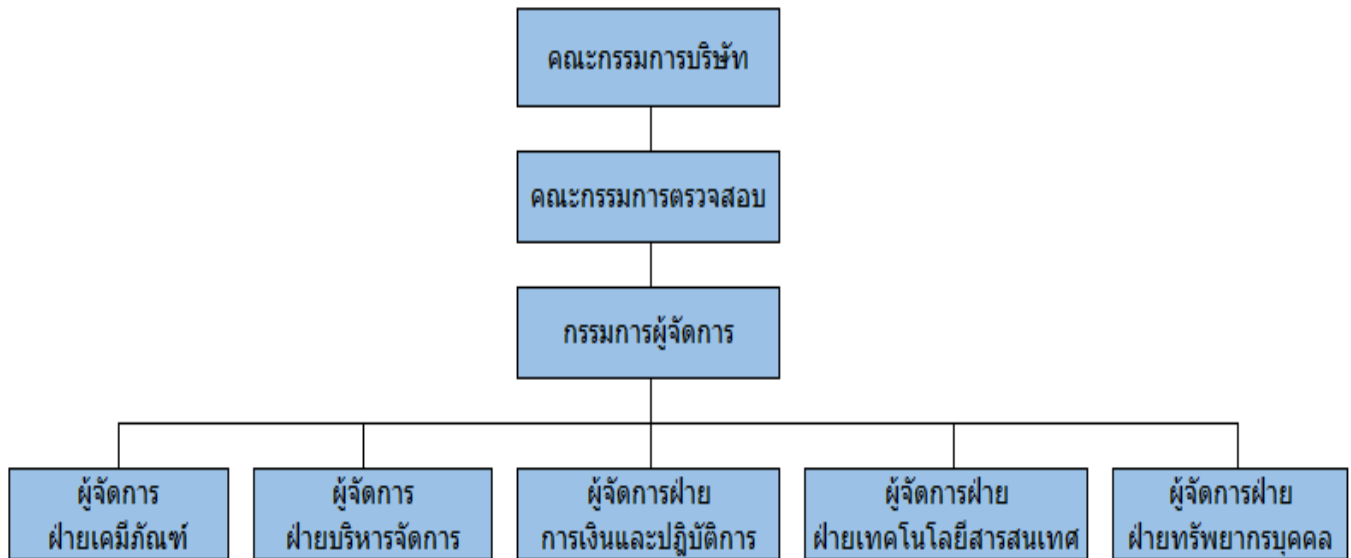 คณะกรรมการบริษัท
คณะกรรมการตรวจสอบ
กรรมการผู้จัดการ
ผู้จัดการ
ฝ่ายเคมีภัณฑ์
ผู้จัดการ
ฝ่ายบริหารจัดการ
ผู้จัดการฝ่าย
การเงินและปฎิบัติการ
ผู้จัดการฝ่าย
ฝ่ายเทคโนโลยีสารสนเทศ
ผู้จัดการฝ่าย
ฝ่ายทรัพยากรบุคคล